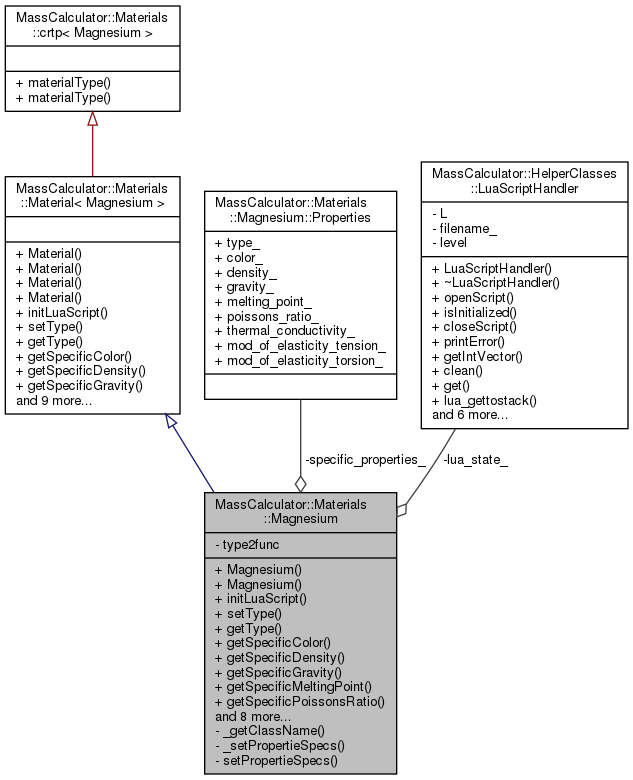 MassCalculator::Materials
::crtp< Magnesium >
+ materialType()
+ materialType()
MassCalculator::Materials
::Material< Magnesium >
+ Material()
+ Material()
+ Material()
+ Material()
+ initLuaScript()
+ setType()
+ getType()
+ getSpecificColor()
+ getSpecificDensity()
+ getSpecificGravity()
and 9 more...
MassCalculator::Materials
::Magnesium::Properties
+ type_
+ color_
+ density_
+ gravity_
+ melting_point_
+ poissons_ratio_
+ thermal_conductivity_
+ mod_of_elasticity_tension_
+ mod_of_elasticity_torsion_
MassCalculator::HelperClasses
::LuaScriptHandler
- L
- filename_
- level
+ LuaScriptHandler()
+ ~LuaScriptHandler()
+ openScript()
+ isInitialized()
+ closeScript()
+ printError()
+ getIntVector()
+ clean()
+ get()
+ lua_gettostack()
and 6 more...
-specific_properties_
-lua_state_
MassCalculator::Materials
::Magnesium
- type2func
+ Magnesium()
+ Magnesium()
+ initLuaScript()
+ setType()
+ getType()
+ getSpecificColor()
+ getSpecificDensity()
+ getSpecificGravity()
+ getSpecificMeltingPoint()
+ getSpecificPoissonsRatio()
and 8 more...
- _getClassName()
- _setPropertieSpecs()
- setPropertieSpecs()